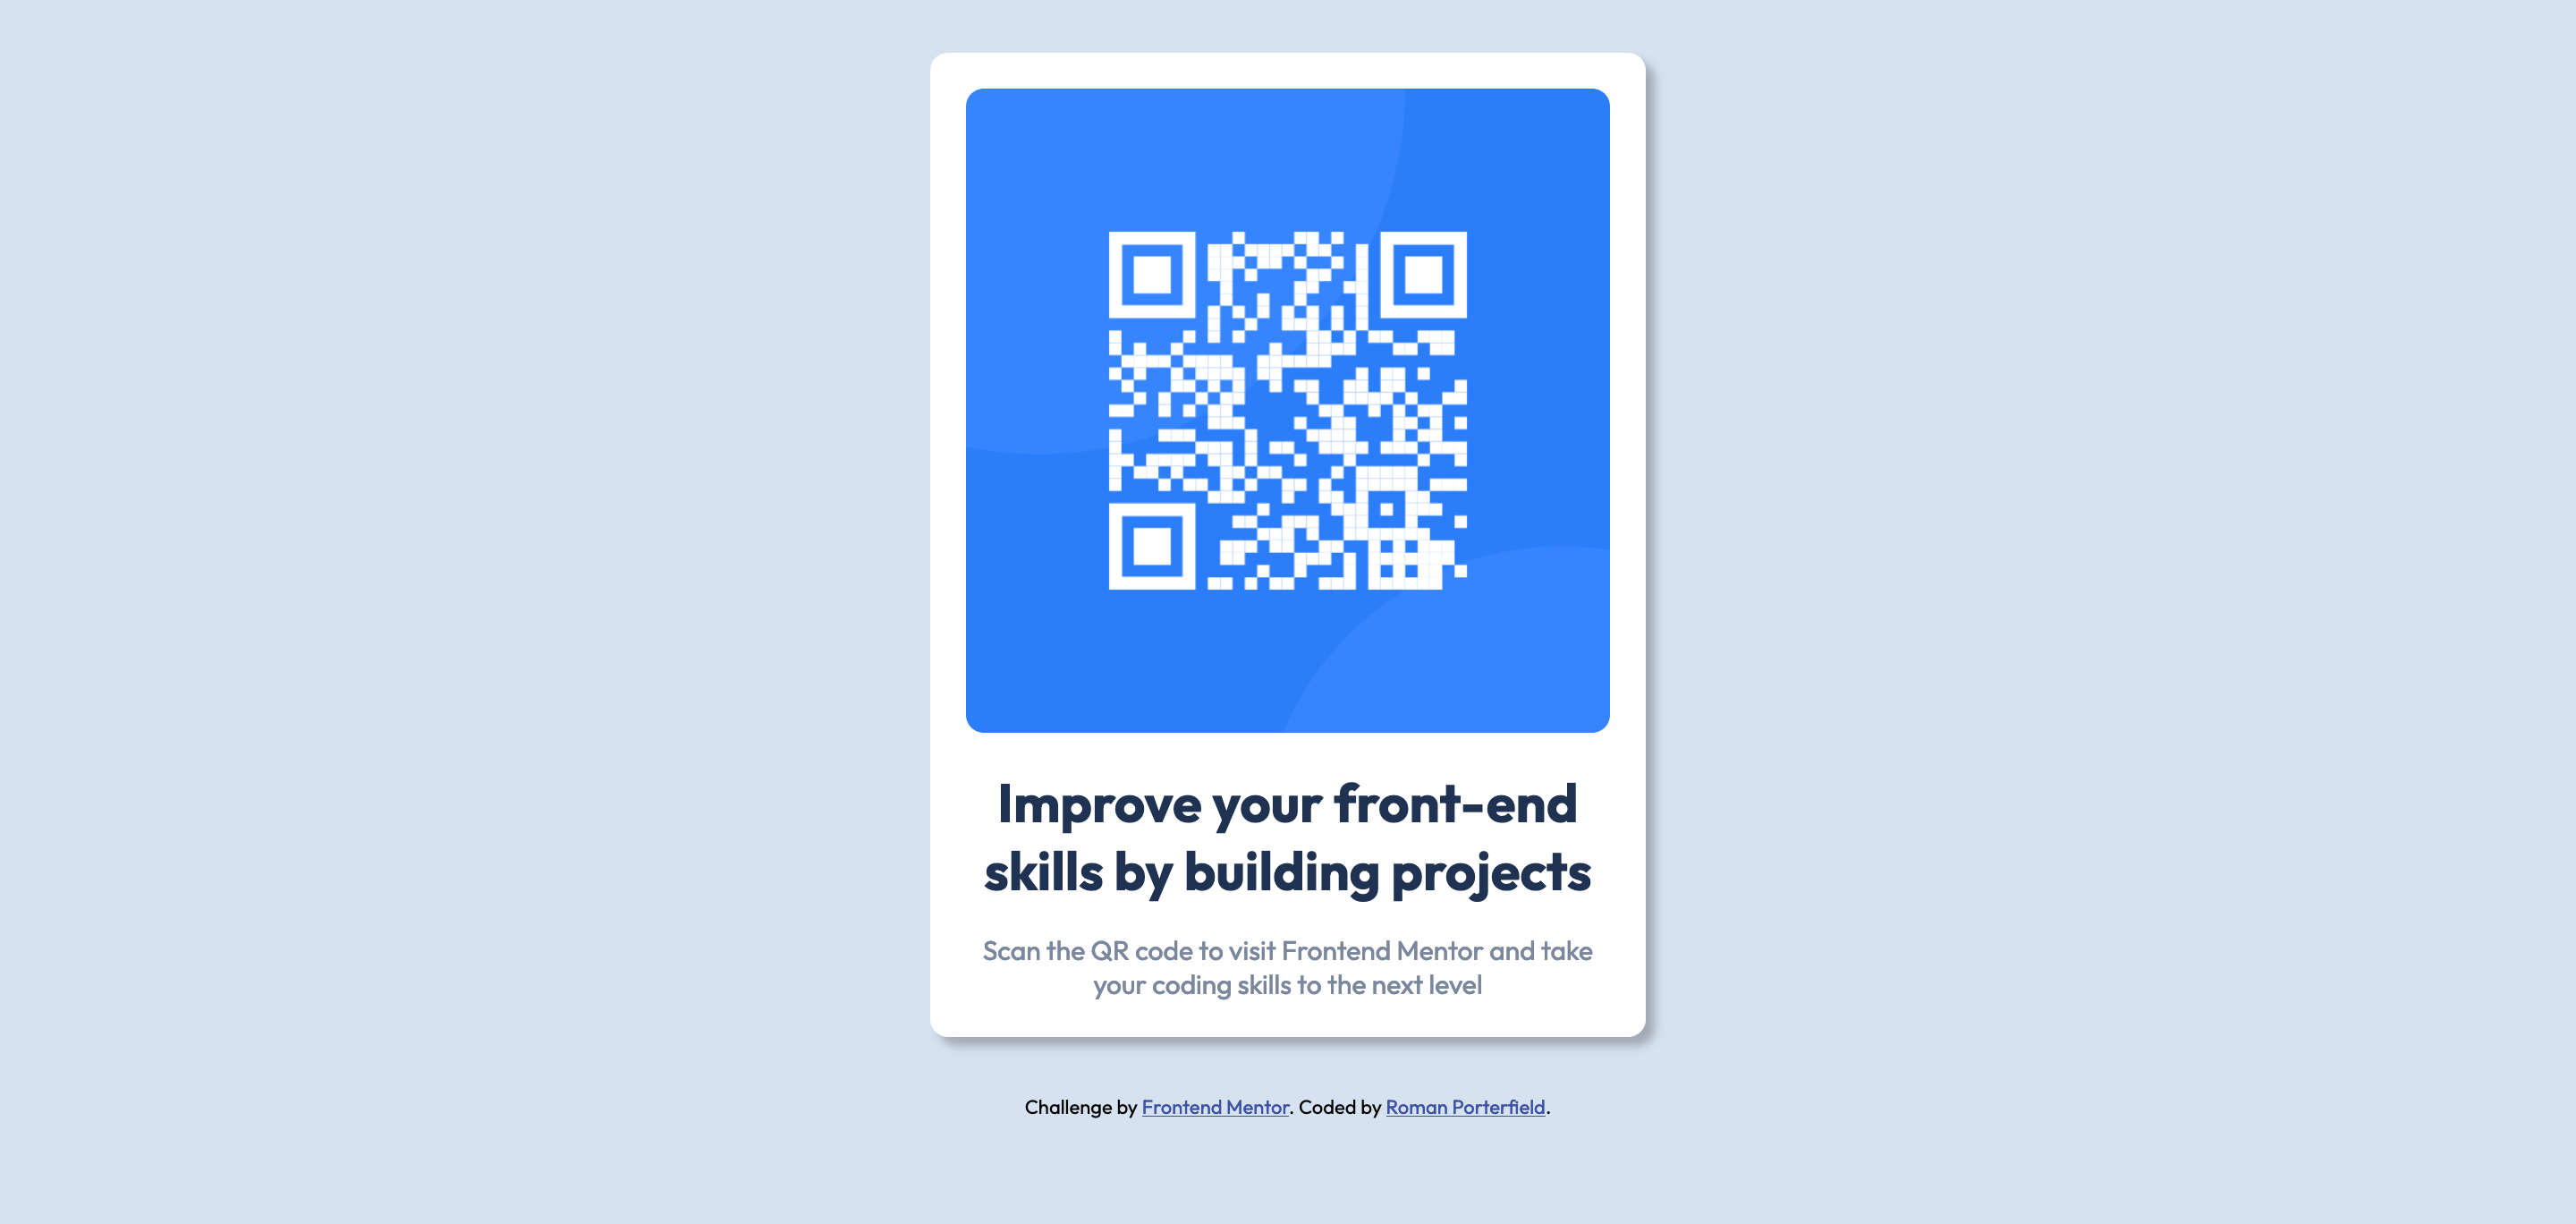 Improve your front-end
skills by building projects
Scan the QR code to visit Frontend Mentor and take
your coding skills to the next level
Challenge by Frontend Mentor. Coded by Roman Porterfield.